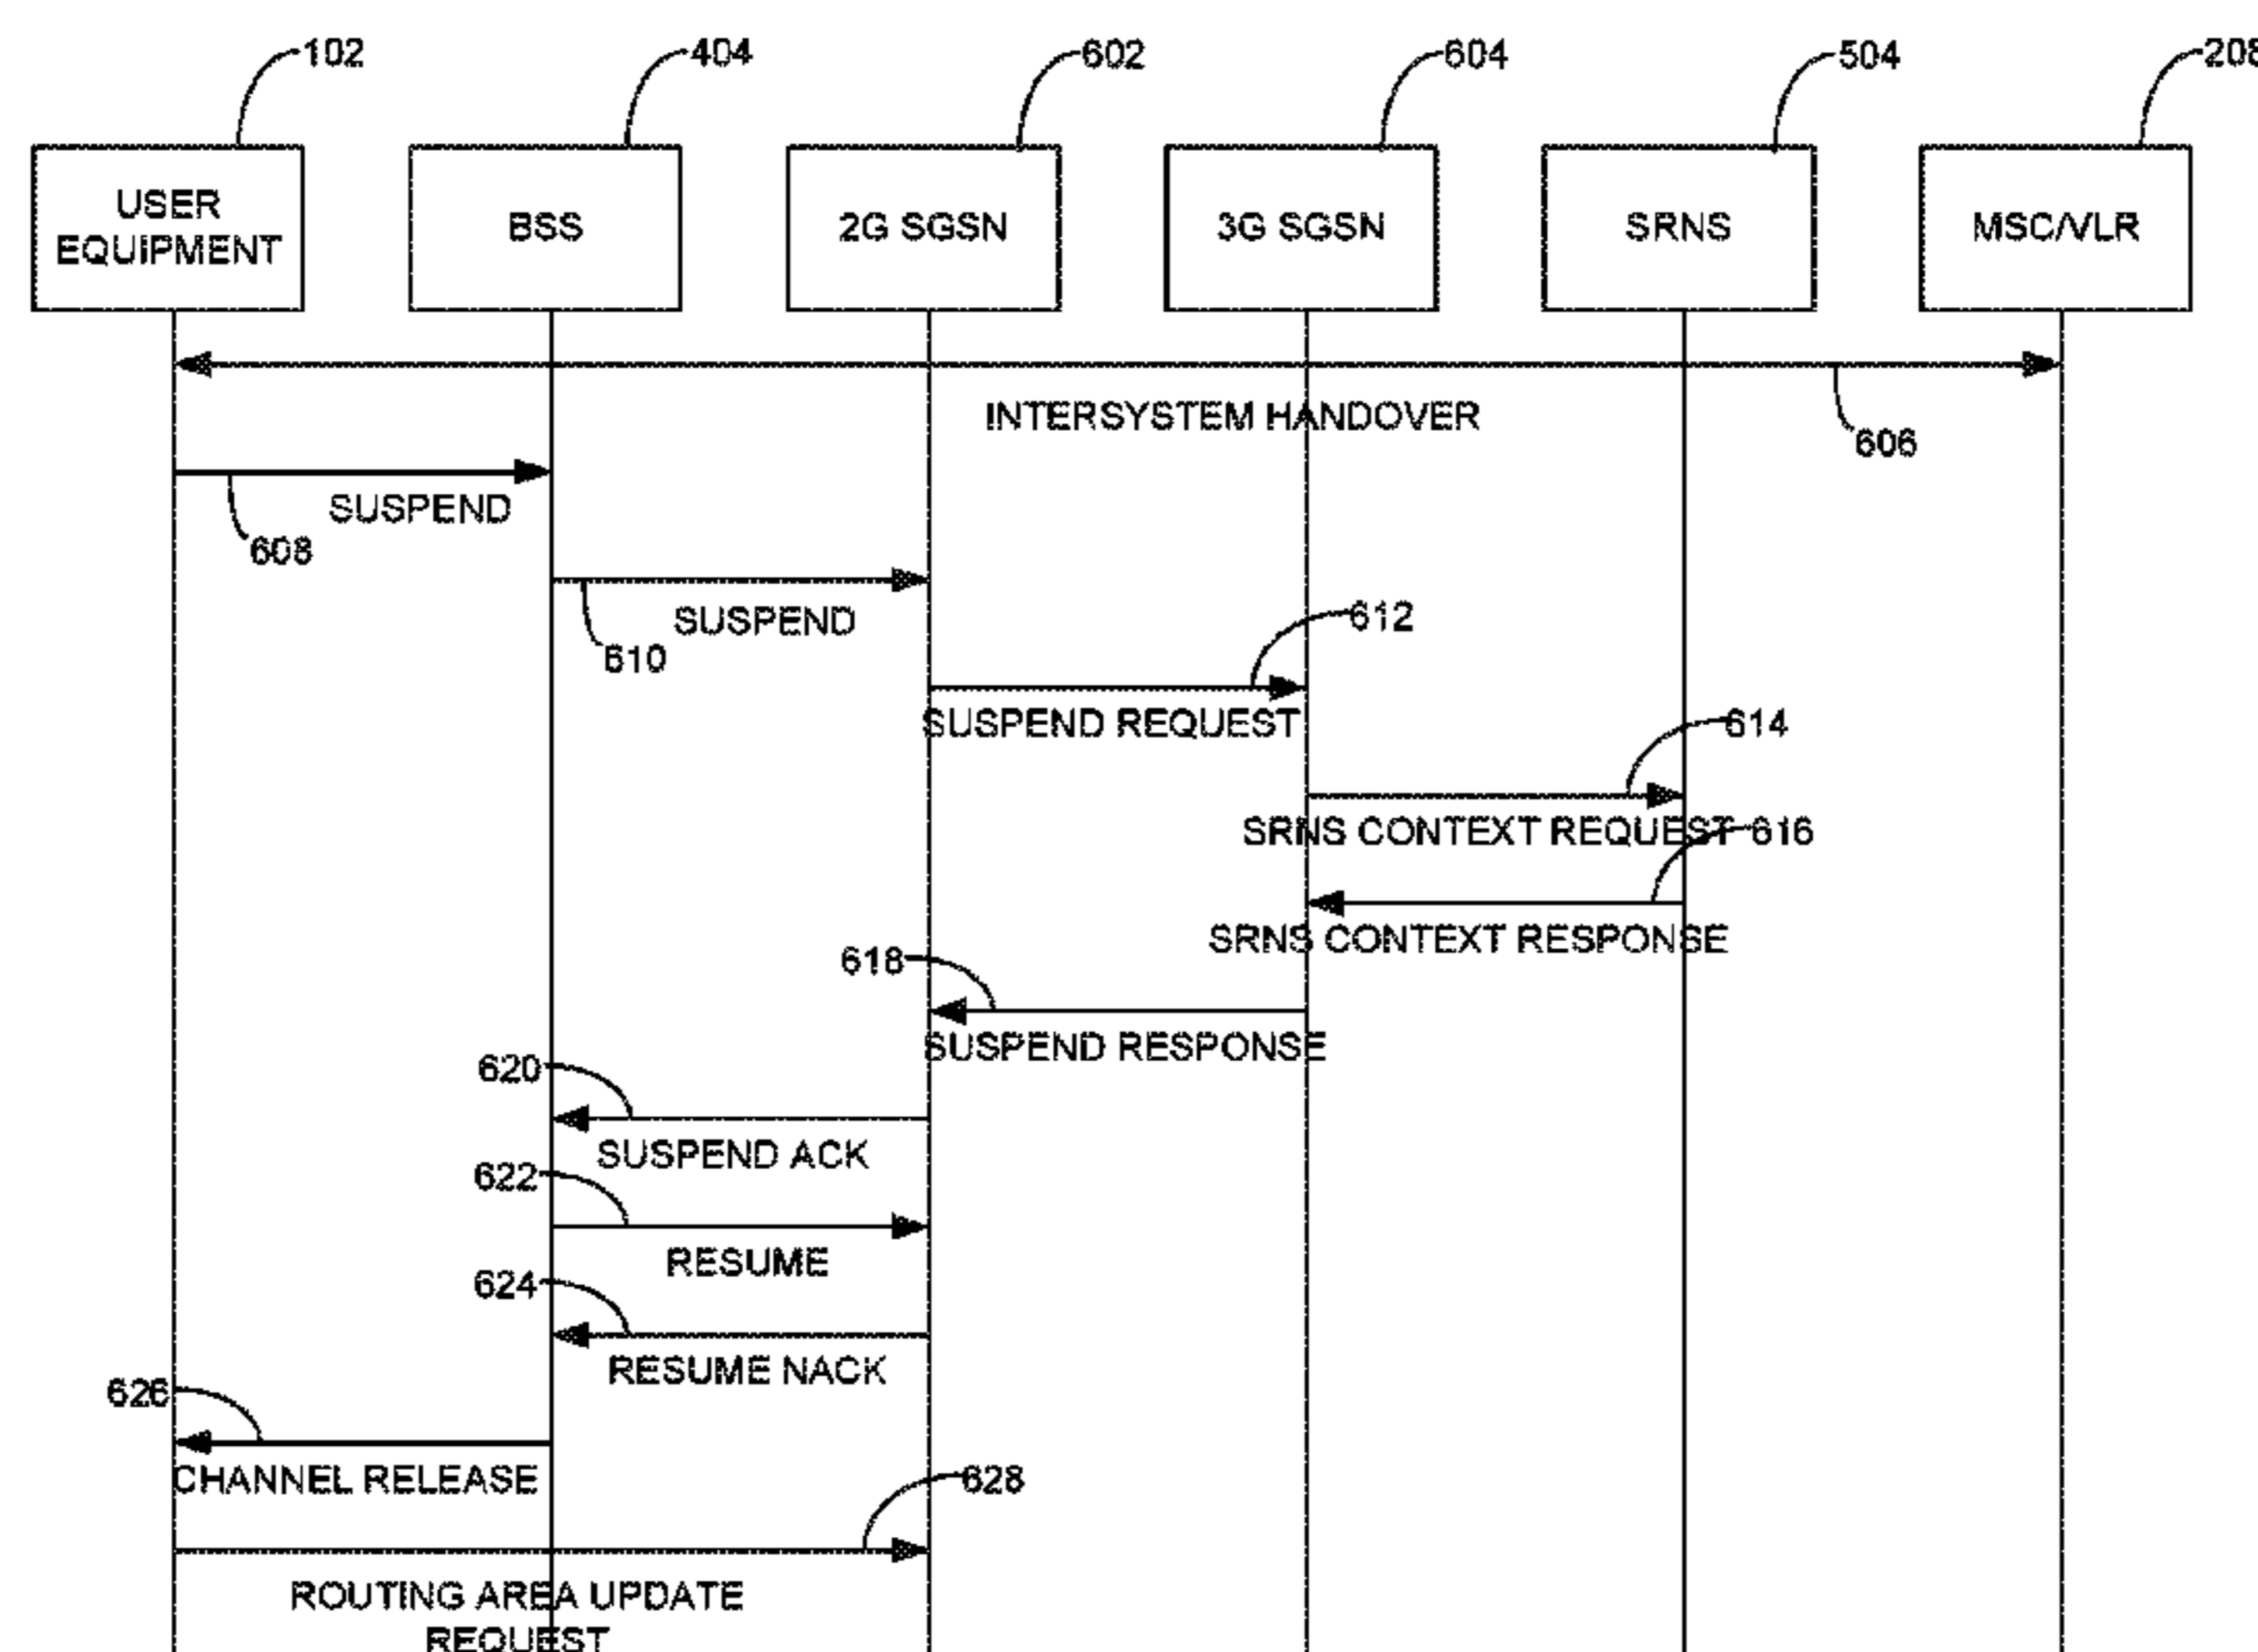 102
404
602
604
504
208
USER
EQUIPMENT
BSS
2G SGSN
3G SGSN
SRNS
MSC/VLR
INTERSYSTEM HANDOVER
606
SUSPEND
608
SUSPEND
610
612
SUSPEND REQUEST
614
SRNS CONTEXT REQUEST
616
SRNS CONTEXT RESPONSE
618
SUSPEND RESPONSE
620
SUSPEND ACK
622
RESUME
624
RESUME NACK
626
CHANNEL RELEASE
628
ROUTING AREA UPDATE
REQUEST